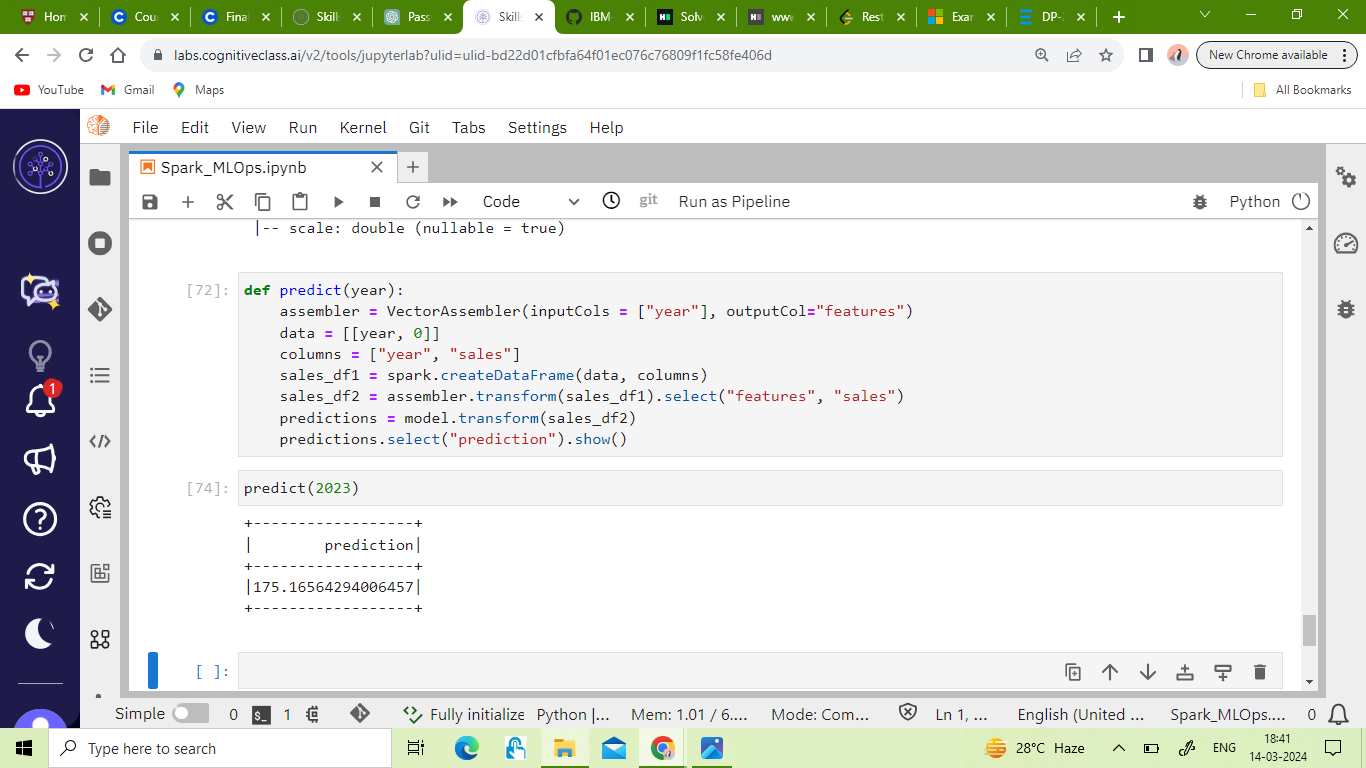 Hom
Cour
Final
Skills
Pass
Skills
IBM-
Solve
www
Rest
Exar
DP-
labs.cognitiveclass.ai/v2/tools/jupyterlab?ulid=ulid-bd22d01cfbfa64f01ec076c76809f1fc58fe406d
New Chrome available
YouTube
Gmail
Maps
All Bookmarks
File Edit View Run Kernel Git Tabs Settings Help
Spark_MLOps.ipynb
Code
git
Run as Pipeline
Python
|-- scale: double (nullable = true)
[72]:
def predict(year):
    assembler = VectorAssembler(inputCols = ["year"], outputCol="features")
    data = [[year, 0]]
    columns = ["year", "sales"]
    sales_df1 = spark.createDataFrame(data, columns)
    sales_df2 = assembler.transform(sales_df1).select("features", "sales")
    predictions = model.transform(sales_df2)
    predictions.select("prediction").show()
[74]:
predict(2023)
+------------------+
|        prediction|
+------------------+
|175.16564294006457|
+------------------+
[ ]:
1
Simple
0
1
Fully initialize
Python |...
Mem: 1.01 / 6....
Mode: Com...
Ln 1, ...
English (United ...
Spark_MLOps....
0
Type here to search
28°C Haze
ENG
18:41
14-03-2024